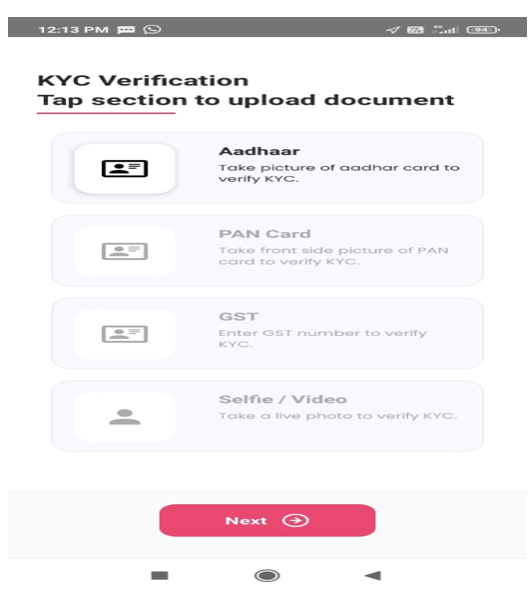 12:13 PM
4G
94
KYC Verification
Tap section to upload document
Aadhaar
Take picture of aadhar card to
verify KYC.
PAN Card
Take front side picture of PAN
card to verify KYC.
GST
Enter GST number to verify
KYC.
Selfie / Video
Take a live photo to verify KYC.
Next